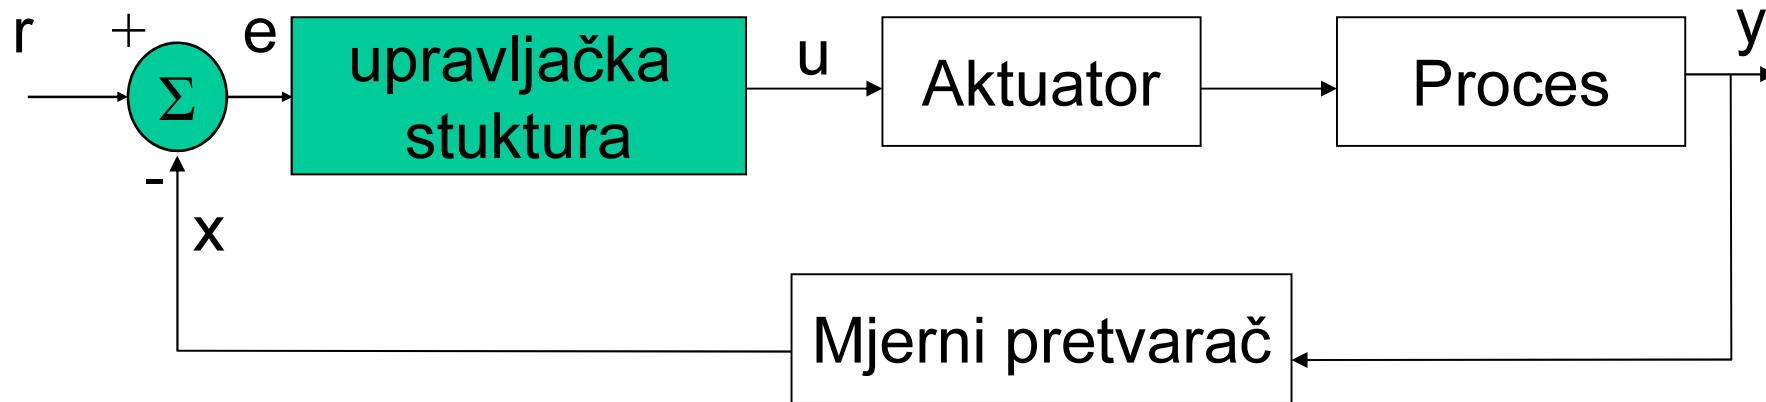 r
+
-
Σ
e
upravljačka
stuktura
u
Aktuator
Proces
y
x
Mjerni pretvarač